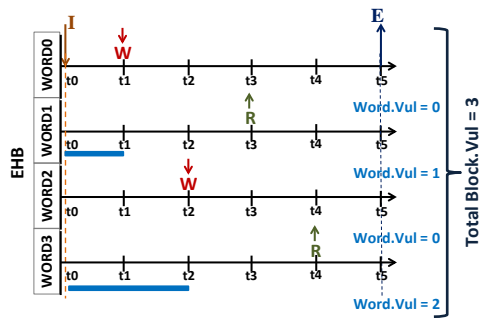 I
E
W
WORD0
t0 t1 t2 t3 t4 t5
R
Word.Vul = 0
WORD1
t0 t1 t2 t3 t4 t5
W
Word.Vul = 1
WORD2
t0 t1 t2 t3 t4 t5
R
Word.Vul = 0
WORD3
t0 t1 t2 t3 t4 t5
Word.Vul = 2
EHB
Total Block.Vul = 3